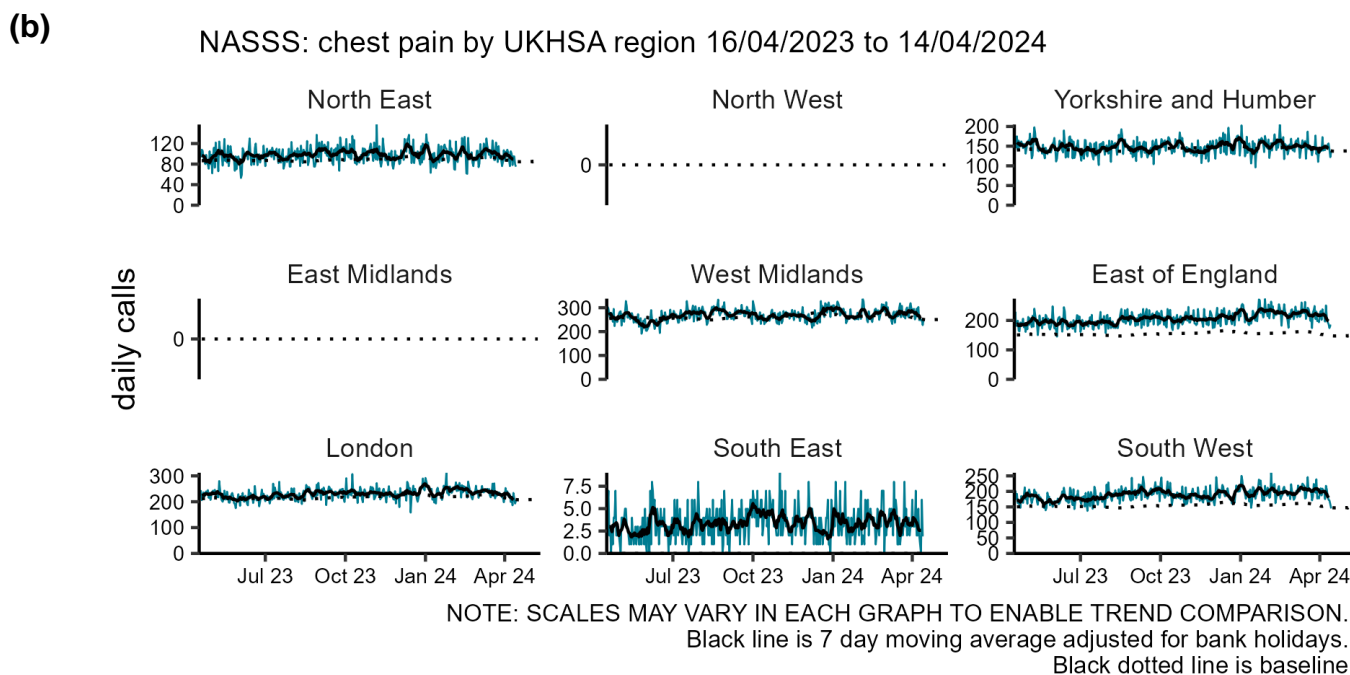 (b)
NASSS: chest pain by UKHSA region 16/04/2023 to 14/04/2024
North East
North West
Yorkshire and Humber
120
80
40
0
0
200
150
100
50
0
East Midlands
West Midlands
East of England
daily calls
0
300
200
100
0
200
100
0
London
South East
South West
300
200
100
0
7.5
5.0
2.5
0.0
250
200
150
100
50
0
Jul 23 Oct 23 Jan 24 Apr 24
Jul 23 Oct 23 Jan 24 Apr 24
Jul 23 Oct 23 Jan 24 Apr 24
NOTE: SCALES MAY VARY IN EACH GRAPH TO ENABLE TREND COMPARISON.
Black line is 7 day moving average adjusted for bank holidays.
Black dotted line is baseline